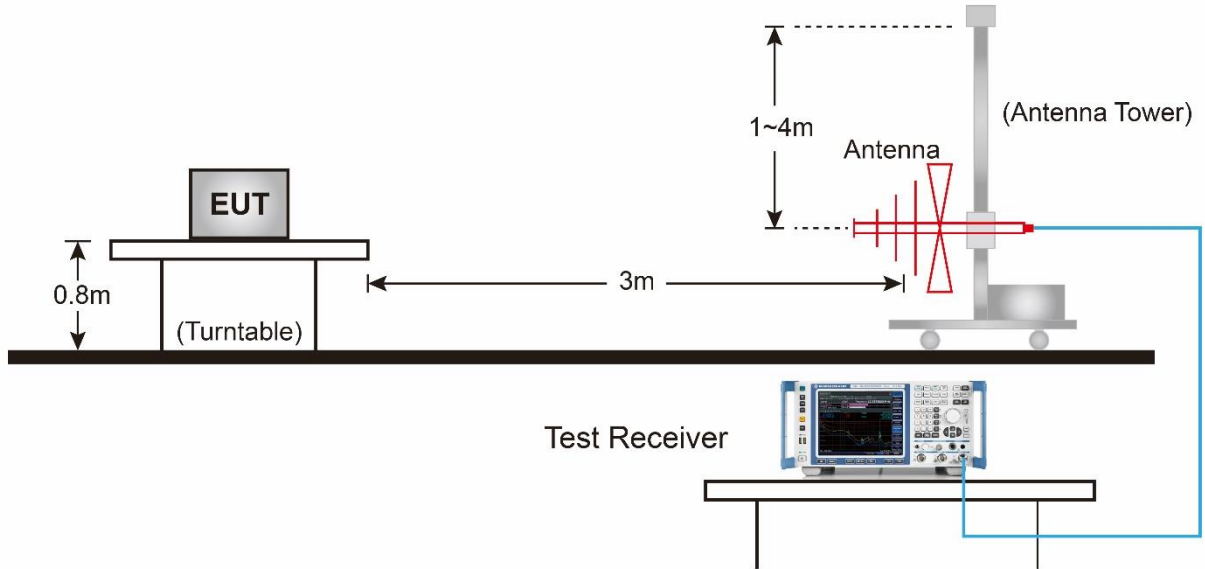 1~4m
(Antenna Tower)
Antenna
EUT
0.8m
3m
(Turntable)
Test Receiver